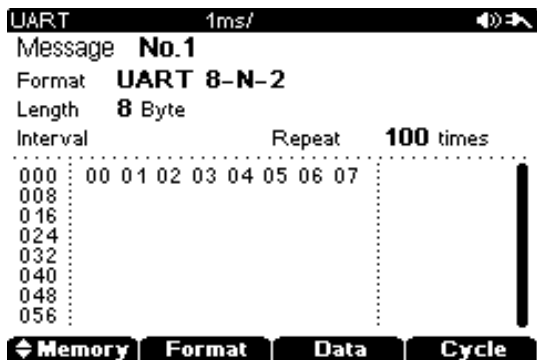 UART 1ms/
Message No.1
Format UART 8-N-2
Length 8 Byte
Interval Repeat 100 times
000 00 01 02 03 04 05 06 07
008
016
024
032
040
048
056
Memory Format Data Cycle